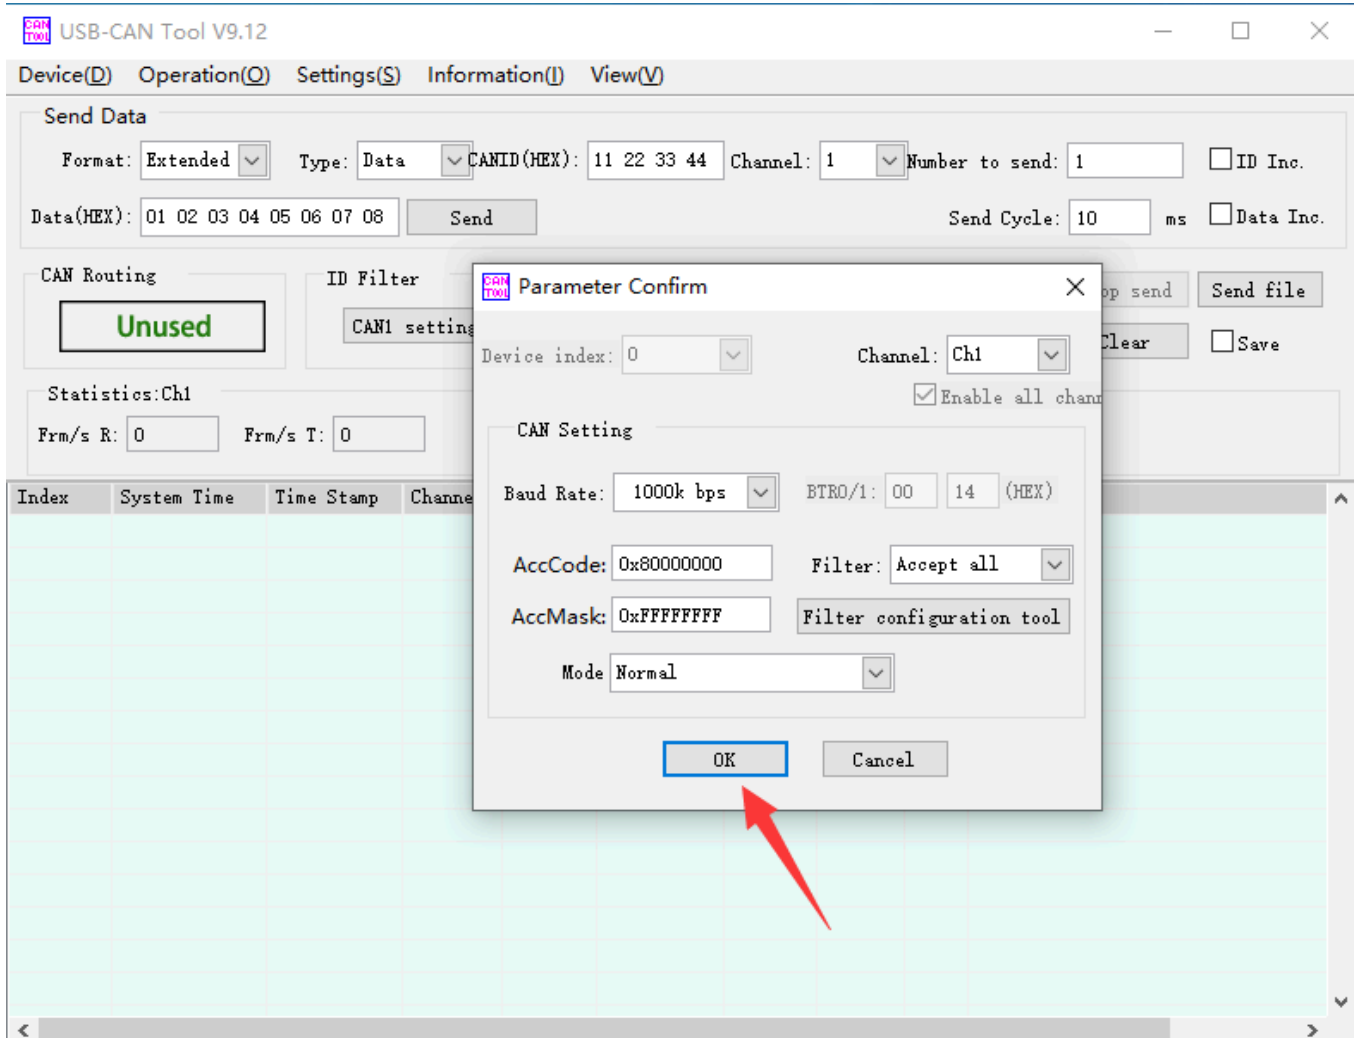 CAN TOOL USB-CAN Tool V9.12
Device(D) Operation(O) Settings(S) Information(I) View(V)
Send Data
Format: Extended Type: Data CANID(HEX): 11 22 33 44 Channel: 1 Number to send: 1 ID Inc.
Data(HEX): 01 02 03 04 05 06 07 08 Send Send Cycle: 10 ms Data Inc.
CAN Routing
Unused
ID Filter
CAN1 setting
op send Send file
Clear Save
Statistics:Ch1
Frm/s R: 0 Frm/s T: 0
CAN TOOL Parameter Confirm
Device index: 0 Channel: Ch1
Enable all chann
CAN Setting
Baud Rate: 1000k bps BTR0/1: 00 14 (HEX)
AccCode: 0x80000000 Filter: Accept all
AccMask: 0xFFFFFFFF Filter configuration tool
Mode Normal
OK Cancel
Index System Time Time Stamp Channe